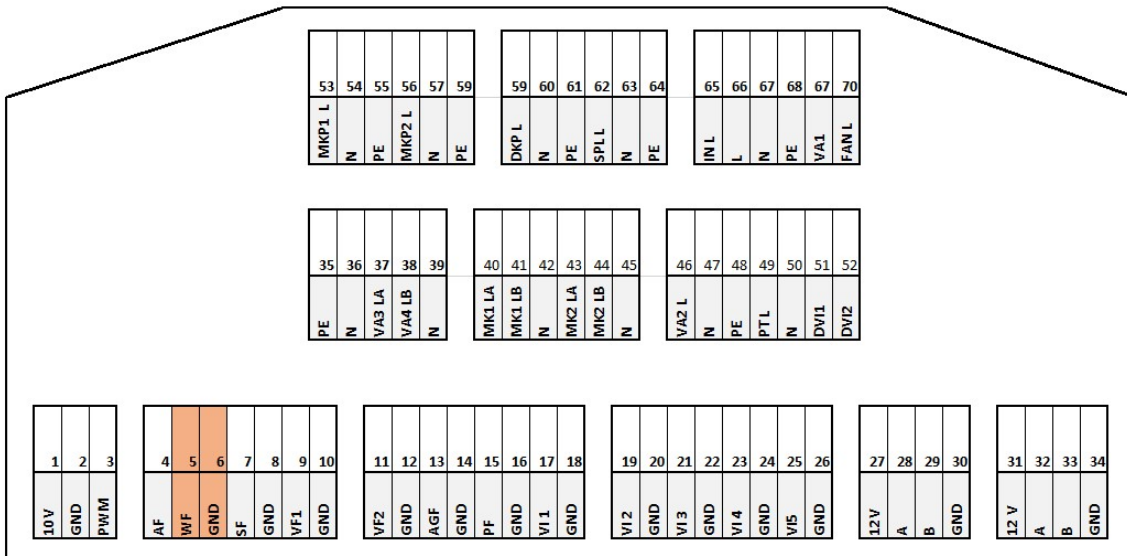 53 54 55 56 57 59 59 60 61 62 63 64 65 66 67 68 67 70
MKP1 L N PE MKP2 L N PE DKP L N PE SPL L N PE IN L L N PE VA1 FAN L
35 36 37 38 39 40 41 42 43 44 45 46 47 48 49 50 51 52
PE N VA3 LA VA4 LB N MK1 LA MK1 LB N MK2 LA MK2 LB N VA2 L N PE PT L N DVI1 DVI2
1 2 3 4 5 6 7 8 9 10 11 12 13 14 15 16 17 18 19 20 21 22 23 24 25 26 27 28 29 30 31 32 33 34
10 V GND PWM AF WF GND SF GND VF1 GND VF2 GND AGF GND PF GND VI 1 GND VI 2 GND VI 3 GND VI 4 GND VI5 GND 12 V A B GND 12 V A B GND